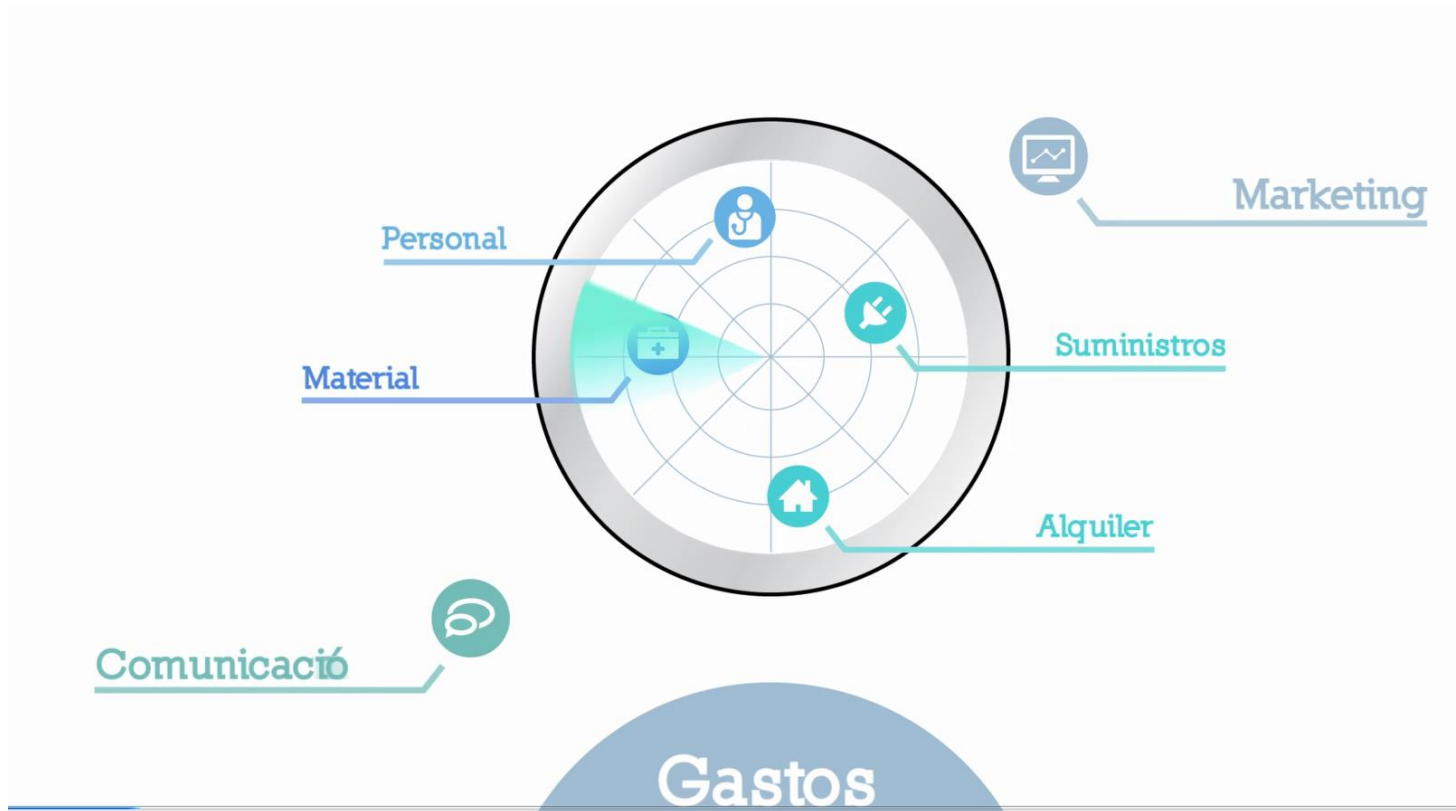 Marketing
Personal
Suministros
Material
Alquiler
Comunicació
Gastos